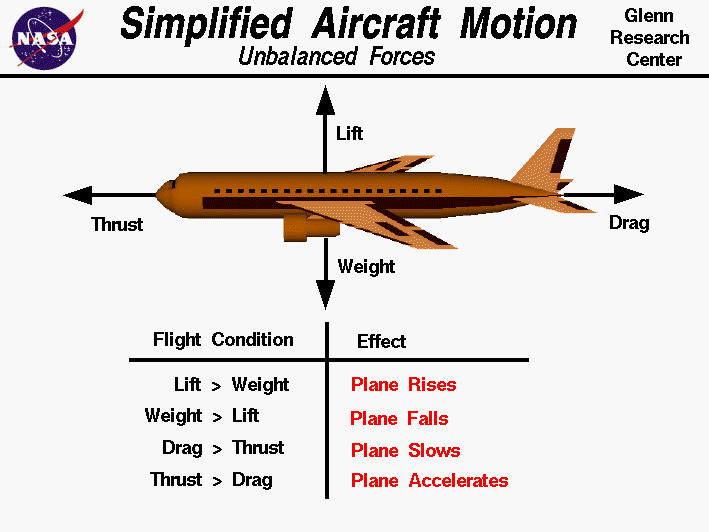 NASA
Simplified Aircraft Motion
Unbalanced Forces
Glenn
Research
Center
Lift
Thrust
Drag
Weight
Flight Condition Effect
Lift > Weight Plane Rises
Weight > Lift Plane Falls
Drag > Thrust Plane Slows
Thrust > Drag Plane Accelerates